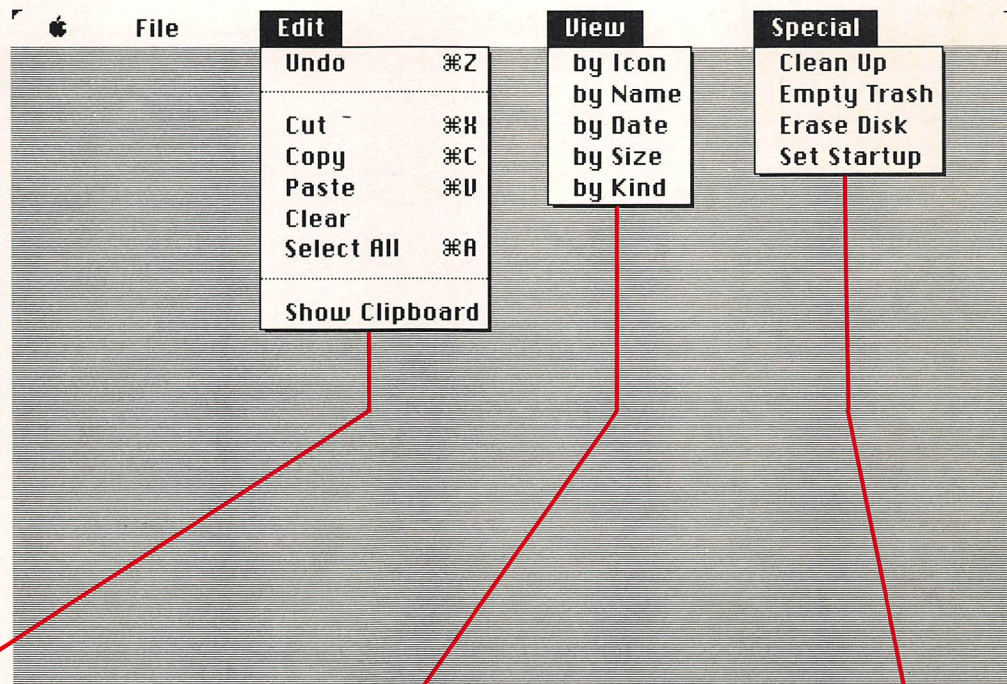 File Edit View Special
Undo ⌘Z
Cut ⌘X
Copy ⌘C
Paste ⌘V
Clear
Select All ⌘A
Show Clipboard
by Icon
by Name
by Date
by Size
by Kind
Clean Up
Empty Trash
Erase Disk
Set Startup